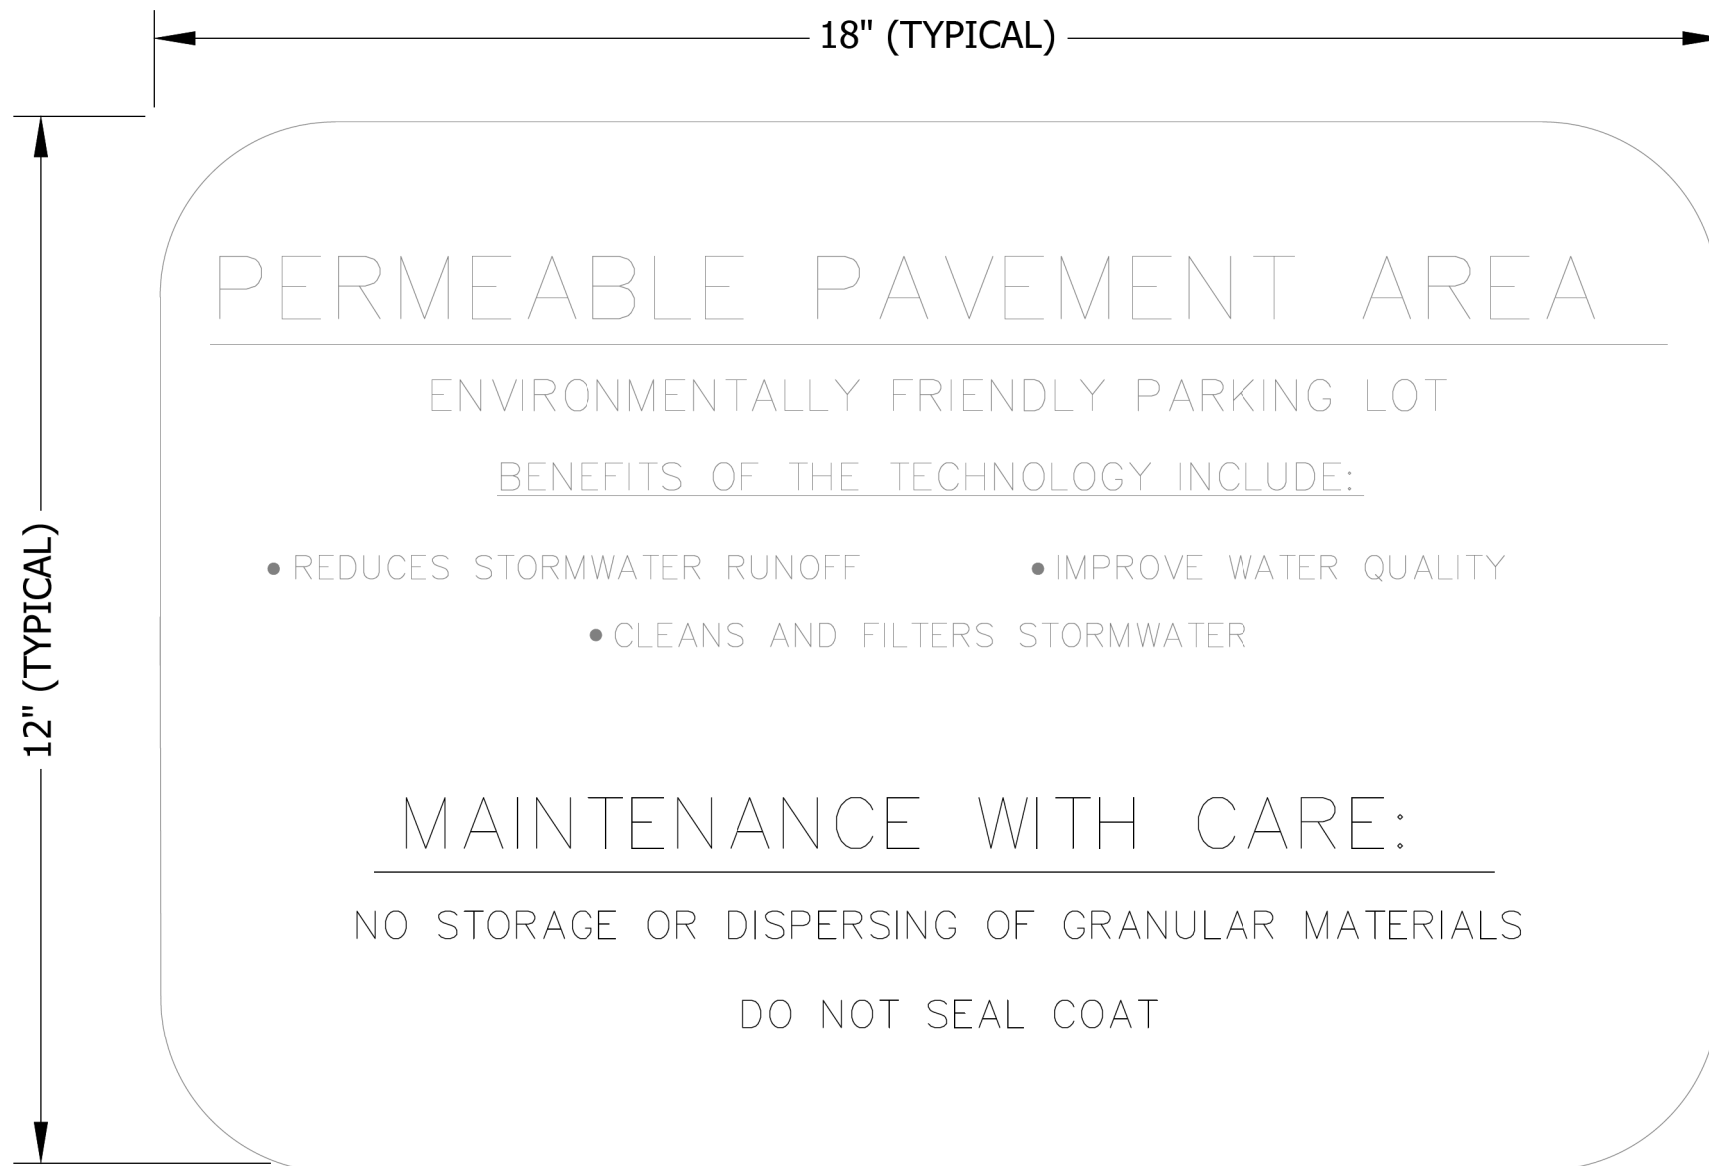 18" (TYPICAL)
12" (TYPICAL)
PERMEABLE PAVEMENT AREA
ENVIRONMENTALLY FRIENDLY PARKING LOT
BENEFITS OF THE TECHNOLOGY INCLUDE:
• REDUCES STORMWATER RUNOFF • IMPROVE WATER QUALITY
• CLEANS AND FILTERS STORMWATER
MAINTENANCE WITH CARE:
NO STORAGE OR DISPERSING OF GRANULAR MATERIALS
DO NOT SEAL COAT